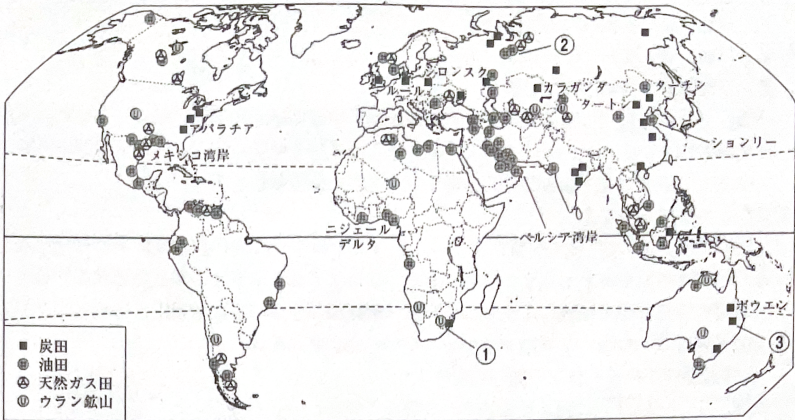 ②
シロンスク
ルール
カラガンダ
ターチン
タートン
アパラチア
ションリー
メキシコ湾岸
ニジェール
デルタ
ペルシア湾岸
ボウエン
①
③
炭田
油田
天然ガス田
ウラン鉱山